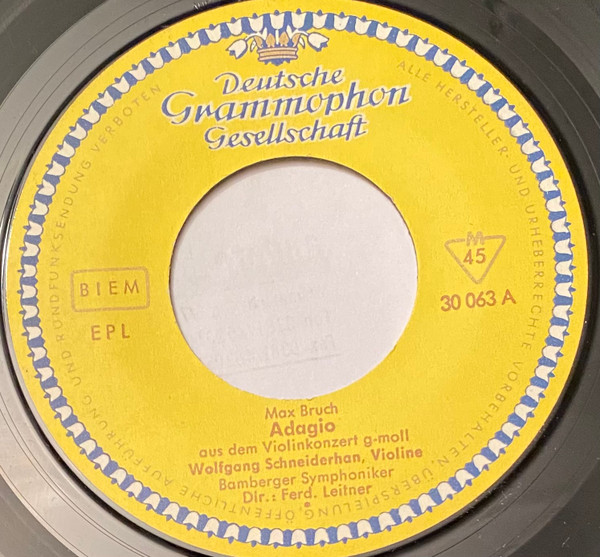 Deutsche
Grammophon
Gesellschaft
ALLE HERSTELLER- UND URHEBERRECHTE VORBEHALTEN, ÜBERSPIELUNG, ÖFFENTLICHE AUFFÜHRUNG UND RUNDFUNKSENDUNG VERBOTEN
BIEM
EPL
M
45
30 063 A
Max Bruch
Adagio
aus dem Violinkonzert g-moll
Wolfgang Schneiderhan, Violine
Bamberger Symphoniker
Dir.: Ferd. Leitner